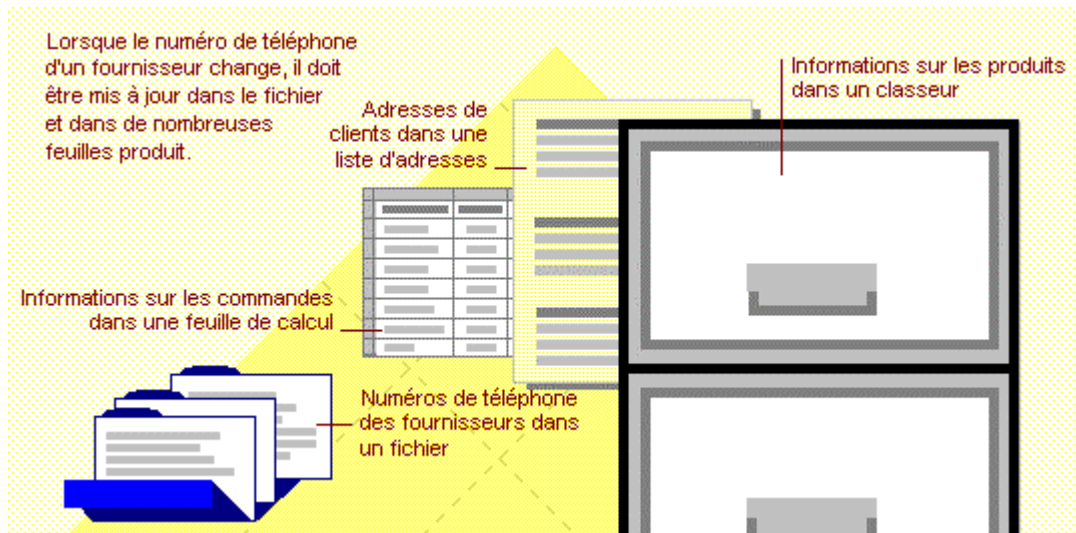 Lorsque le numéro de téléphone
d'un fournisseur change, il doit
être mis à jour dans le fichier
et dans de nombreuses
feuilles produit.
Adresses de
clients dans une
liste d'adresses
Informations sur les produits
dans un classeur
Informations sur les commandes
dans une feuille de calcul
Numéros de téléphone
des fournisseurs dans
un fichier